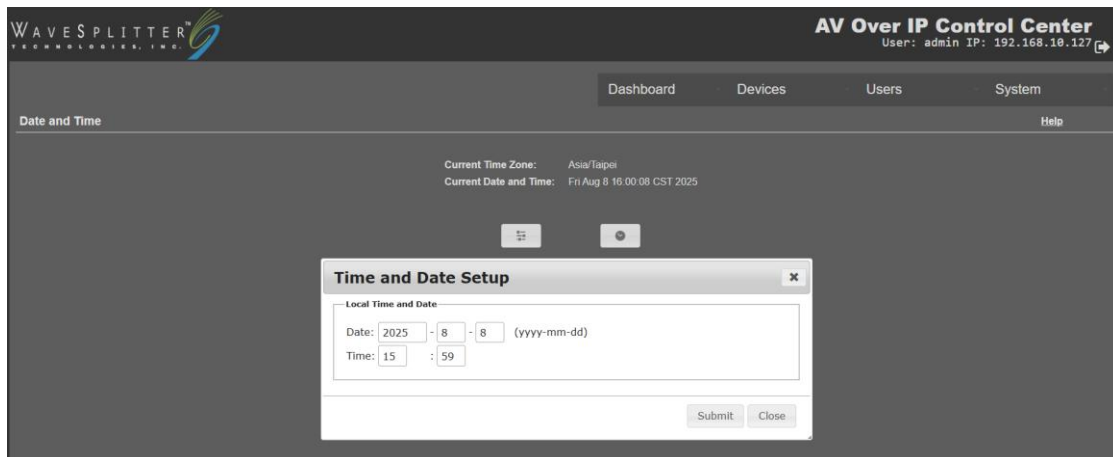 WAVESPLITTER™
TECHNOLOGIES, INC.
AV Over IP Control Center
User: admin IP: 192.168.10.127
Dashboard Devices Users System
Date and Time Help
Current Time Zone: Asia/Taipei
Current Date and Time: Fri Aug 8 16:00:08 CST 2025
Time and Date Setup
Local Time and Date
Date: 2025 - 8 - 8 (yyyy-mm-dd)
Time: 15 : 59
Submit Close